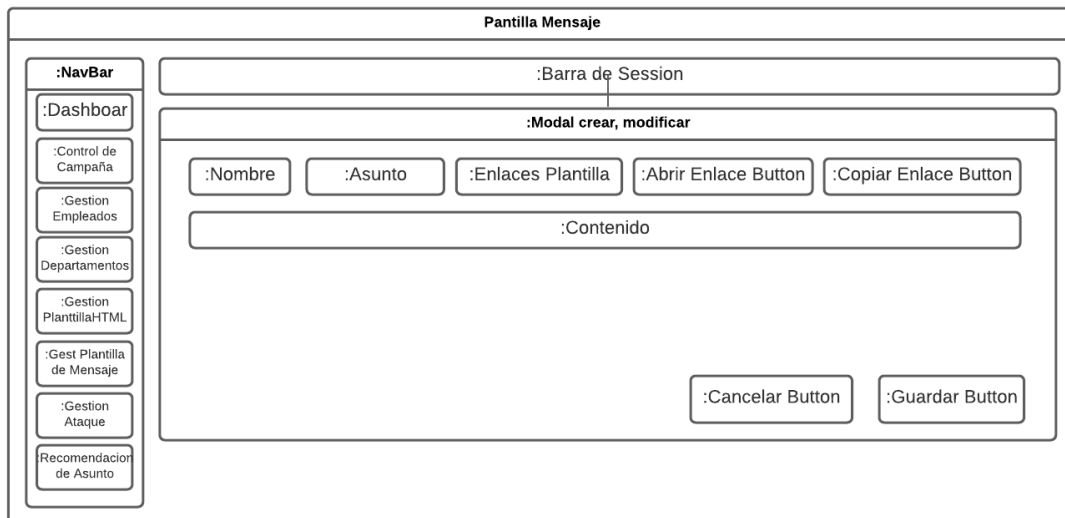 Pantilla Mensaje
:NavBar
:Dashboar
:Control de
Campaña
:Gestion
Empleados
:Gestion
Departamentos
:Gestion
PlanttillaHTML
:Gest Plantilla
de Mensaje
:Gestion
Ataque
:Recomendacion
de Asunto
:Barra de Session
:Modal crear, modificar
:Nombre
:Asunto
:Enlaces Plantilla
:Abrir Enlace Button
:Copiar Enlace Button
:Contenido
:Cancelar Button
:Guardar Button